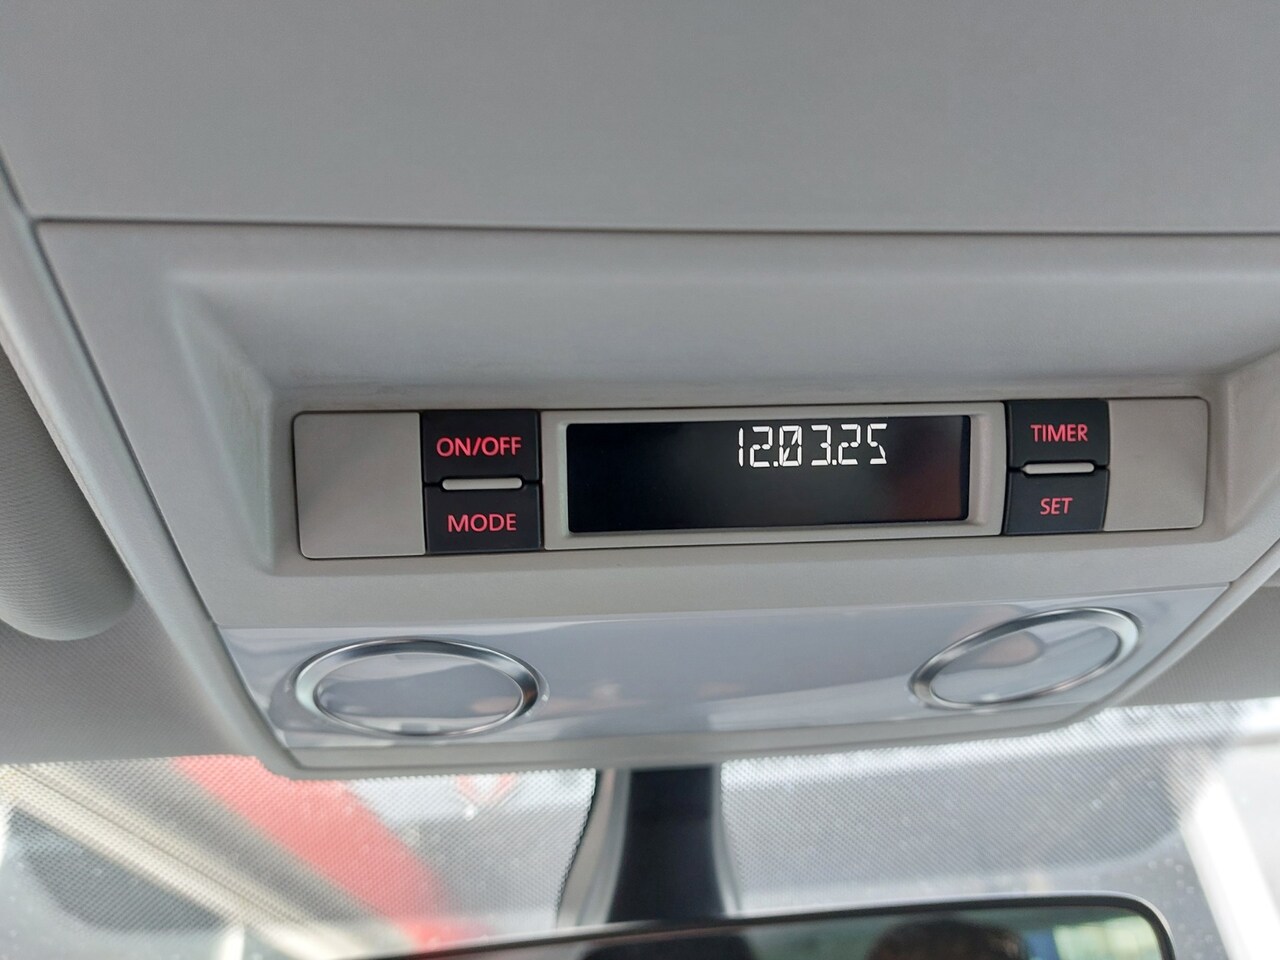 ON/OFF
MODE
12.03.25
TIMER
SET